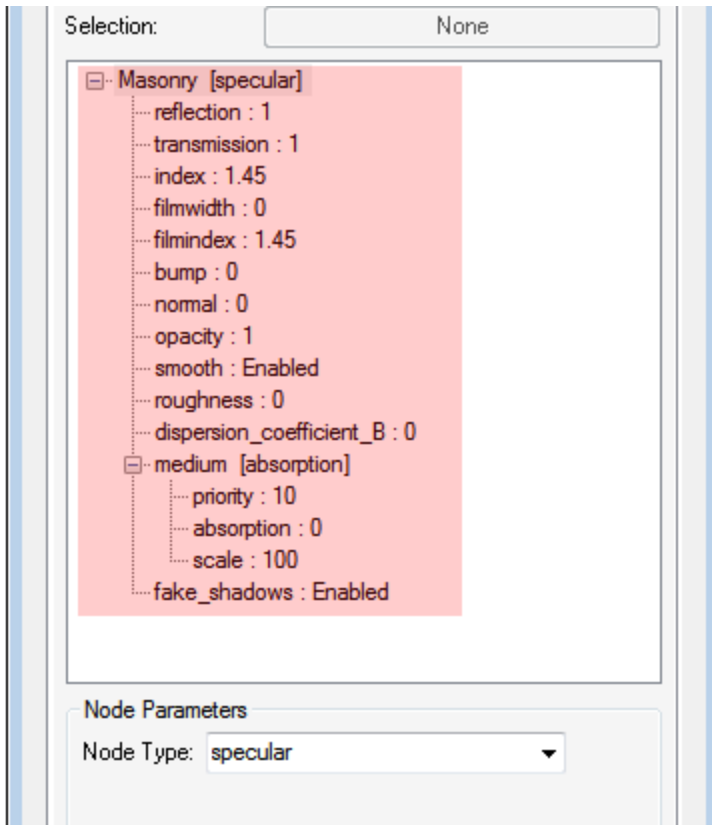 Selection: None
Masonry [specular]
reflection : 1
transmission : 1
index : 1.45
filmwidth : 0
filmindex : 1.45
bump : 0
normal : 0
opacity : 1
smooth : Enabled
roughness : 0
dispersion_coefficient_B : 0
medium [absorption]
priority : 10
absorption : 0
scale : 100
fake_shadows : Enabled
Node Parameters
Node Type: specular